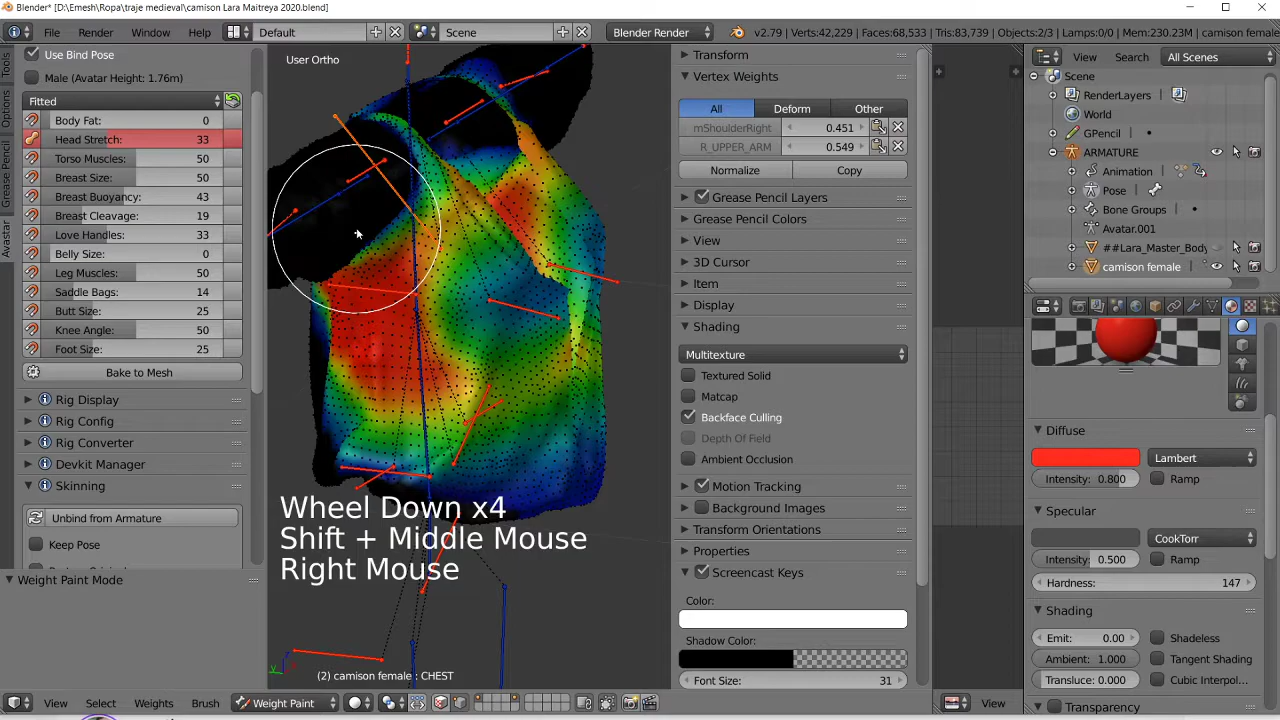 Blender* [D:\Emesh\Ropa\traje medieval\camison Lara Maitreya 2020.blend]
File Render Window Help Default Scene Blender Render v2.79 | Verts:42,229 | Faces:68,533 | Tris:83,739 | Objects:2/3 | Lamps:0/0 | Mem:230.23M | camison female
Tools
Options
Grease Pencil
Avastar
Use Bind Pose
Male (Avatar Height: 1.76m)
Fitted
Body Fat: 0
Head Stretch: 33
Torso Muscles: 50
Breast Size: 50
Breast Buoyancy: 43
Breast Cleavage: 19
Love Handles: 33
Belly Size: 0
Leg Muscles: 50
Saddle Bags: 14
Butt Size: 25
Knee Angle: 50
Foot Size: 25
Bake to Mesh
Rig Display
Rig Config
Rig Converter
Devkit Manager
Skinning
Unbind from Armature
Keep Pose
Weight Paint Mode
User Ortho
Wheel Down x4
Shift + Middle Mouse
Right Mouse
(2) camison female : CHEST
View Weights Brush Weight Paint
Transform
Vertex Weights
All Deform Other
mShoulderRight 0.451
R_UPPER_ARM 0.549
Normalize Copy
Grease Pencil Layers
Grease Pencil Colors
View
3D Cursor
Item
Display
Shading
Multitexture
Textured Solid
Matcap
Backface Culling
Depth Of Field
Ambient Occlusion
Motion Tracking
Background Images
Transform Orientations
Properties
Screencast Keys
Color:
Shadow Color:
Font Size: 31
View
View Search All Scenes
Scene
RenderLayers
World
GPencil
ARMATURE
Animation
Pose
Bone Groups
Avatar.001
##Lara_Master_Body
camison female
Diffuse
Lambert
Intensity: 0.800 Ramp
Specular
CookTorr
Intensity: 0.500 Ramp
Hardness: 147
Shading
Emit: 0.00 Shadeless
Ambient: 1.000 Tangent Shading
Transluce: 0.000 Cubic Interpol...
Transparency